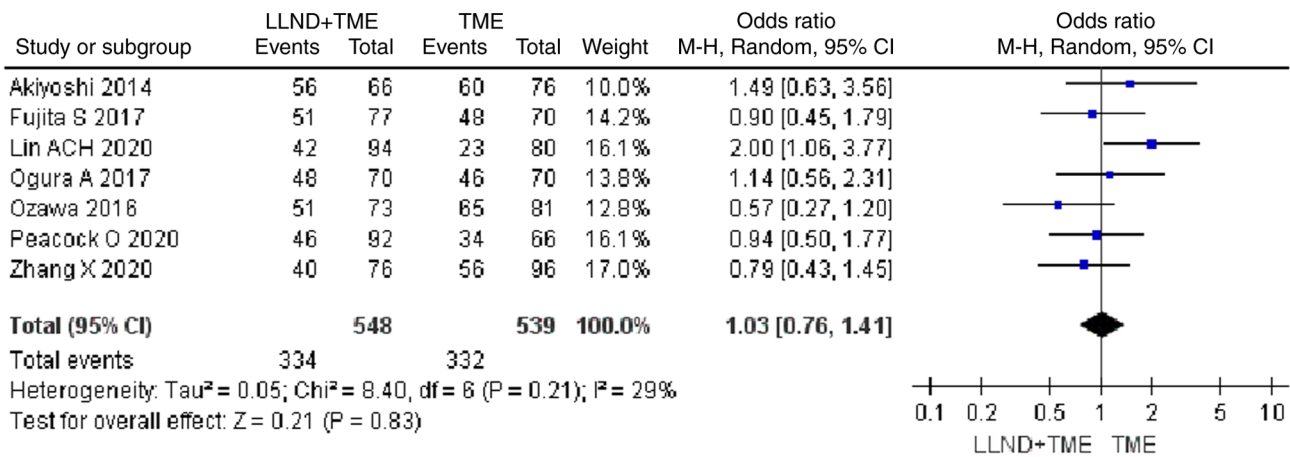 LLND+TME TME Odds ratio Odds ratio
Study or subgroup Events Total Events Total Weight M-H, Random, 95% CI M-H, Random, 95% CI
Akiyoshi 2014 56 66 60 76 10.0% 1.49 [0.63, 3.56]
Fujita S 2017 51 77 48 70 14.2% 0.90 [0.45, 1.79]
Lin ACH 2020 42 94 23 80 16.1% 2.00 [1.06, 3.77]
Ogura A 2017 48 70 46 70 13.8% 1.14 [0.56, 2.31]
Ozawa 2016 51 73 65 81 12.8% 0.57 [0.27, 1.20]
Peacock O 2020 46 92 34 66 16.1% 0.94 [0.50, 1.77]
Zhang X 2020 40 76 56 96 17.0% 0.79 [0.43, 1.45]
Total (95% CI) 548 539 100.0% 1.03 [0.76, 1.41]
Total events 334 332
Heterogeneity: Tau² = 0.05; Chi² = 8.40, df = 6 (P = 0.21); I² = 29%
Test for overall effect: Z = 0.21 (P = 0.83)
0.1 0.2 0.5 1 2 5 10
LLND+TME TME